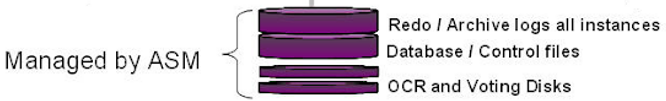 Redo / Archive logs all instances
Database / Control files
Managed by ASM
OCR and Voting Disks